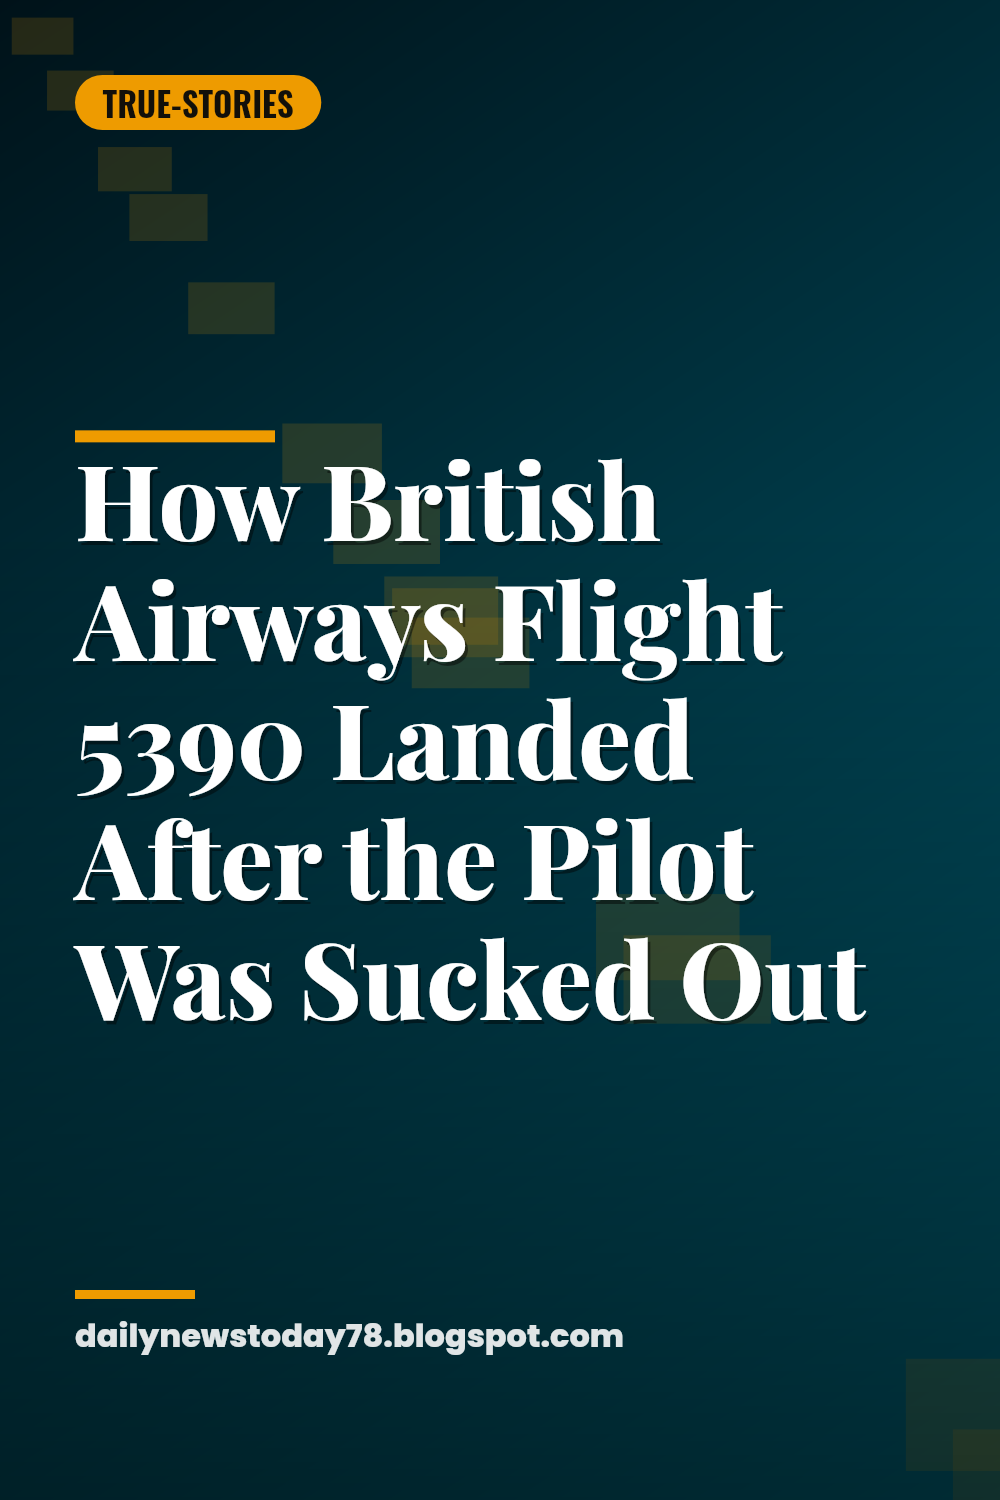 TRUE-STORIES
How British
Airways Flight
5390 Landed
After the Pilot
Was Sucked Out
dailynewstoday78.blogspot.com